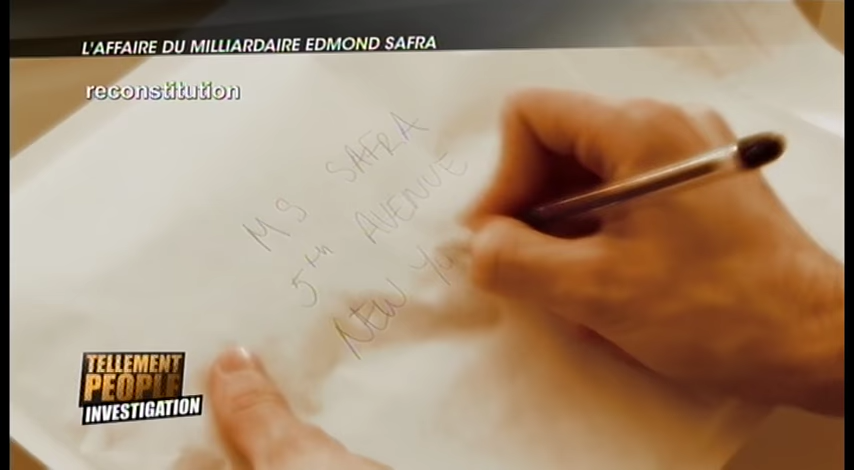 L'AFFAIRE DU MILLIARDAIRE EDMOND SAFRA
reconstitution
MS SAFRA
5TH AVENUE
NEW
TELLEMENT
PEOPLE
INVESTIGATION